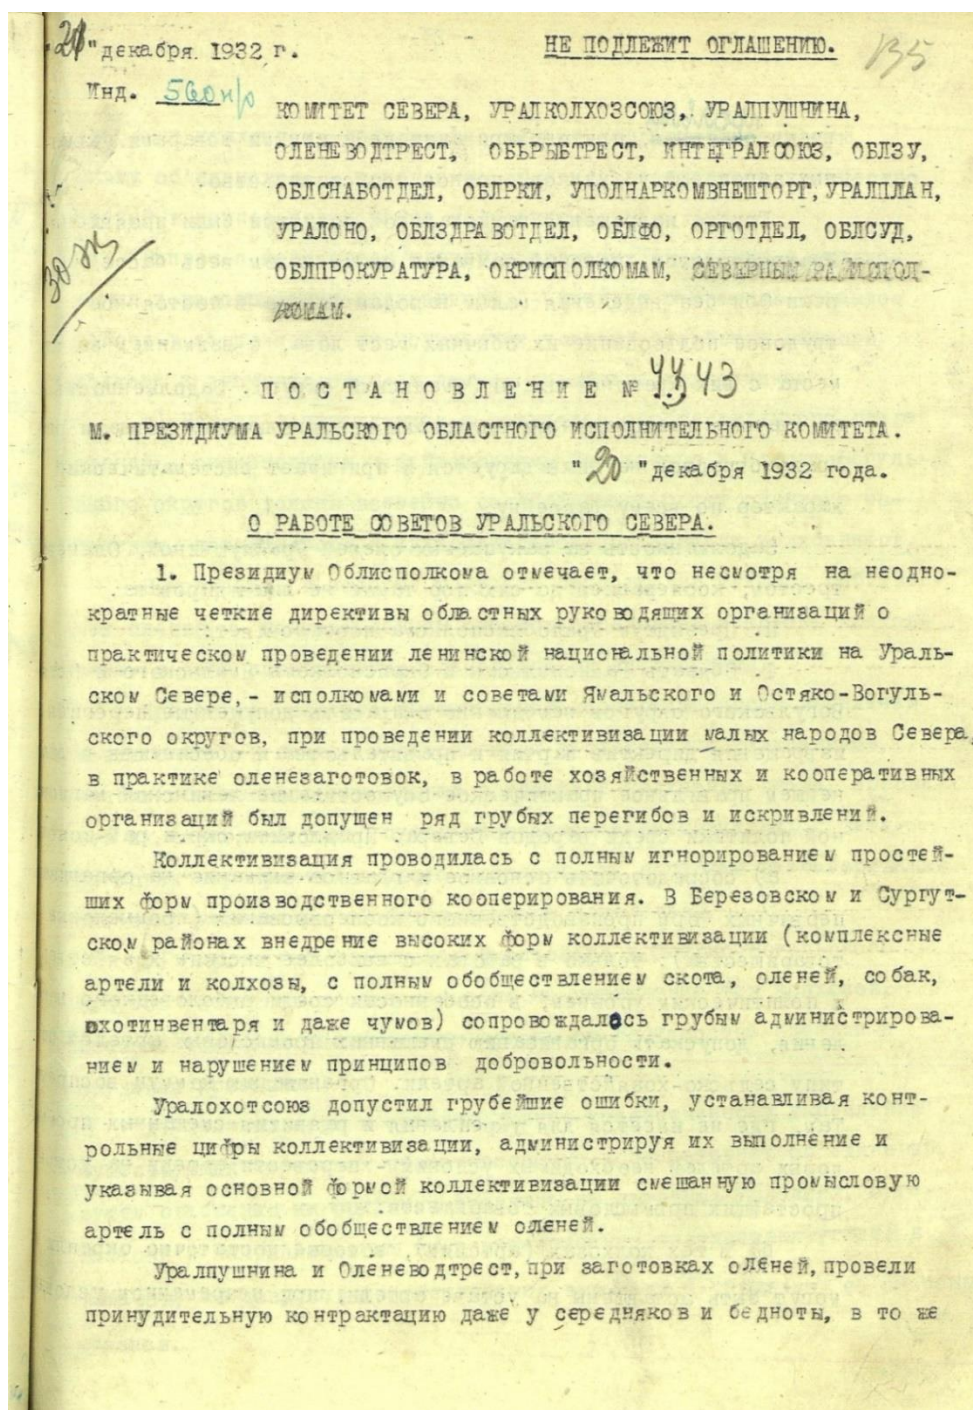 "21" декабря 1932 г.
НЕ ПОДЛЕЖИТ ОГЛАШЕНИЮ.
135
Инд. 560 н/р
КОМИТЕТ СЕВЕРА, УРАЛКОЛХОЗСОЮЗ, УРАЛПУШНИНА,
ОЛЕНЕВОДТРЕСТ, ОБЬРЫБТРЕСТ, ИНТЕГРАЛСОЮЗ, ОБЛЗУ,
ОБЛСНАБОТДЕЛ, ОБЛРКИ, УПОЛНАРКОМВНЕШТОРГ, УРАЛПЛАН,
УРАЛОНО, ОБЛЗДРАВОТДЕЛ, ОБЛФО, ОРГОТДЕЛ, ОБЛСУД,
ОБЛПРОКУРАТУРА, ОКРИСПОЛКОМАМ, СЕВЕРНЫМ РАЙИСПОЛ-
КОМАМ.
30 эк
ПОСТАНОВЛЕНИЕ №
М. ПРЕЗИДИУМА УРАЛЬСКОГО ОБЛАСТНОГО ИСПОЛНИТЕЛЬНОГО КОМИТЕТА.
"20" декабря 1932 года.
О РАБОТЕ СОВЕТОВ УРАЛЬСКОГО СЕВЕРА.
1. Президиум Облисполкома отмечает, что несмотря на неодно-
кратные четкие директивы областных руководящих организаций о
практическом проведении ленинской национальной политики на Ураль-
ском Севере,- исполкомами и советами Ямальского и Остяко-Вогуль-
ского округов, при проведении коллективизации малых народов Севера,
в практике оленезаготовок, в работе хозяйственных и кооперативных
организаций был допущен ряд грубых перегибов и искривлений.
Коллективизация проводилась с полным игнорированием простей-
ших форм производственного кооперирования. В Березовском и Сургут-
ском районах внедрение высоких форм коллективизации (комплексные
артели и колхозы, с полным обобществлением скота, оленей, собак,
охотинвентаря и даже чумов) сопровождалось грубым администрирова-
нием и нарушением принципов добровольности.
Уралохотсоюз допустил грубейшие ошибки, устанавливая конт-
рольные цифры коллективизации, администрируя их выполнение и
указывая основной формой коллективизации смешанную промысловую
артель с полным обобществлением оленей.
Уралпушнина и Оленеводтрест, при заготовках оленей, провели
принудительную контрактацию даже у середняков и бедноты, в то же